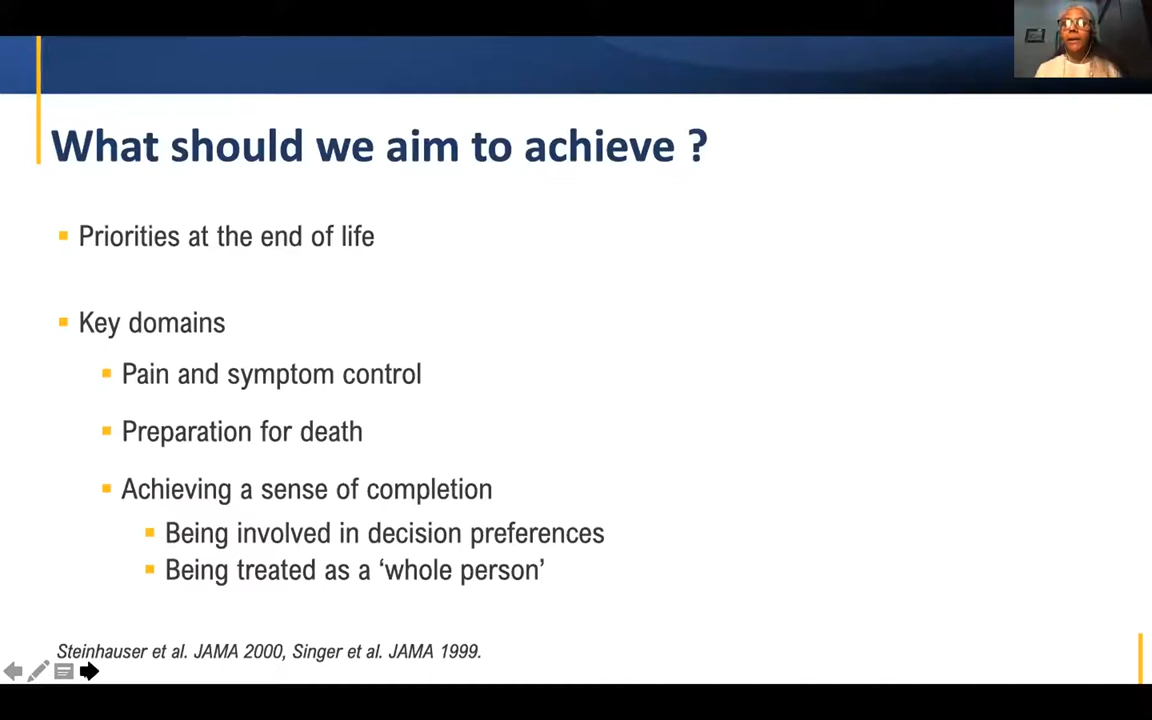 What should we aim to achieve ?
Priorities at the end of life
Key domains
Pain and symptom control
Preparation for death
Achieving a sense of completion
Being involved in decision preferences
Being treated as a ‘whole person’
Steinhauser et al. JAMA 2000, Singer et al. JAMA 1999.